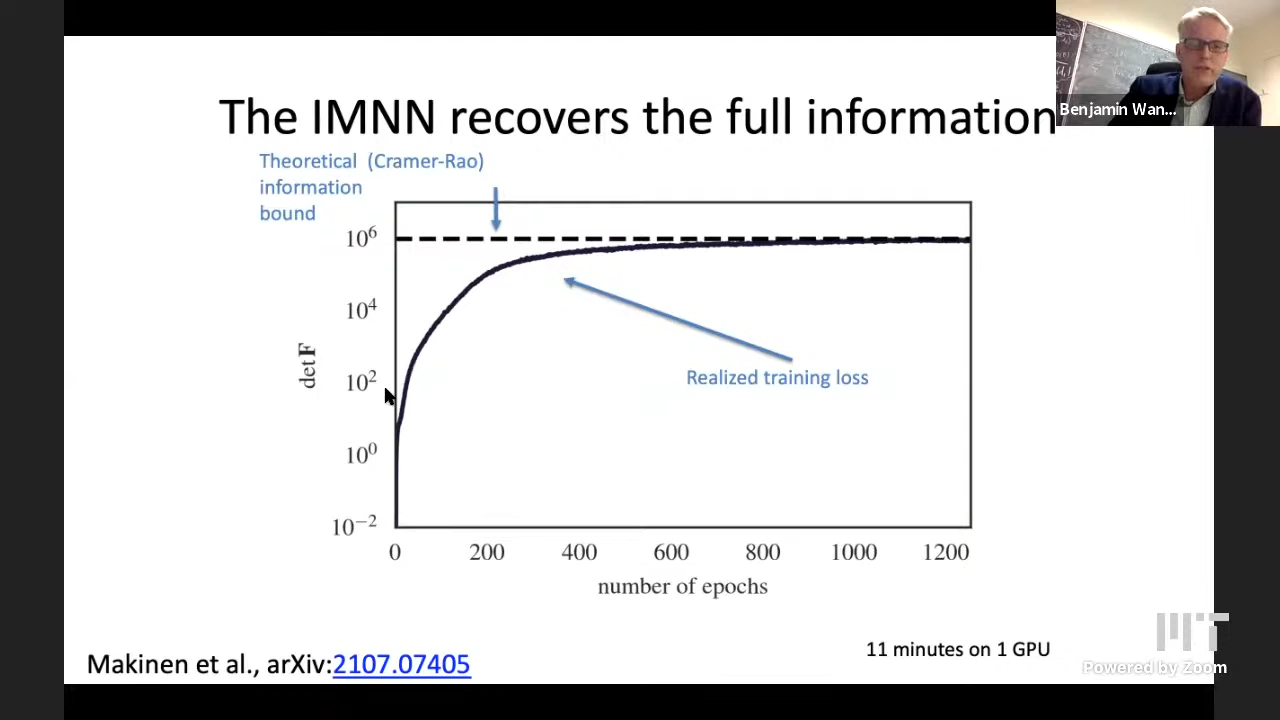 The IMNN recovers the full information
Benjamin Wan...
Theoretical (Cramer-Rao)
information
bound
10⁶
10⁴
10²
10⁰
10⁻²
det F
Realized training loss
0 200 400 600 800 1000 1200
number of epochs
11 minutes on 1 GPU
Makinen et al., arXiv:2107.07405
MIT
Powered by Zoom